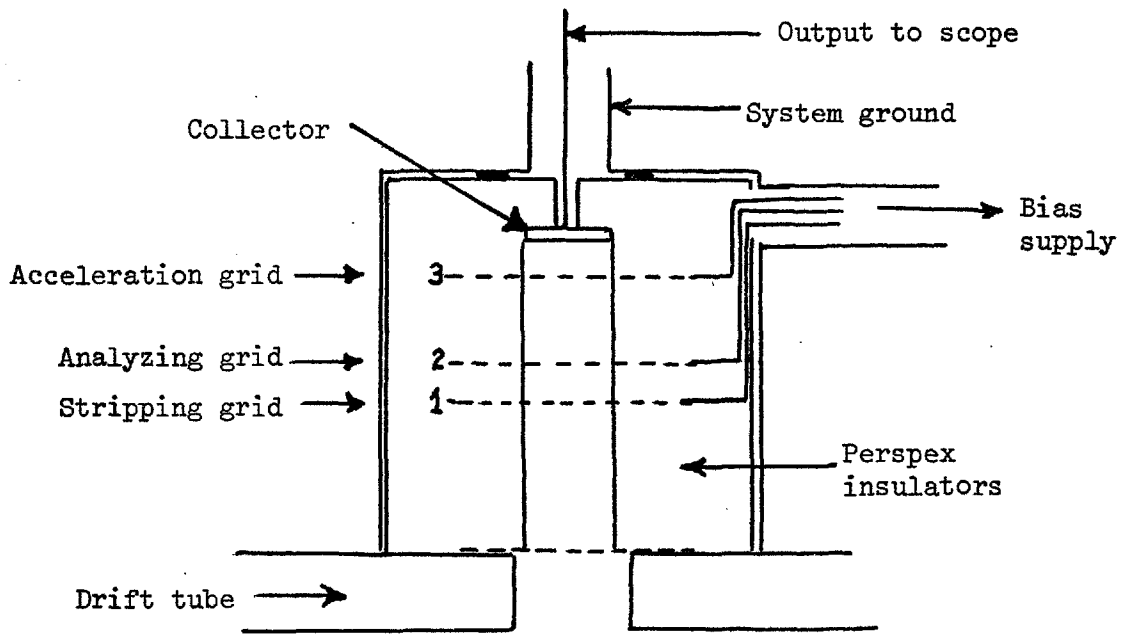 Output to scope
System ground
Collector
Bias
supply
Acceleration grid
3
Analyzing grid
2
Stripping grid
1
Perspex
insulators
Drift tube